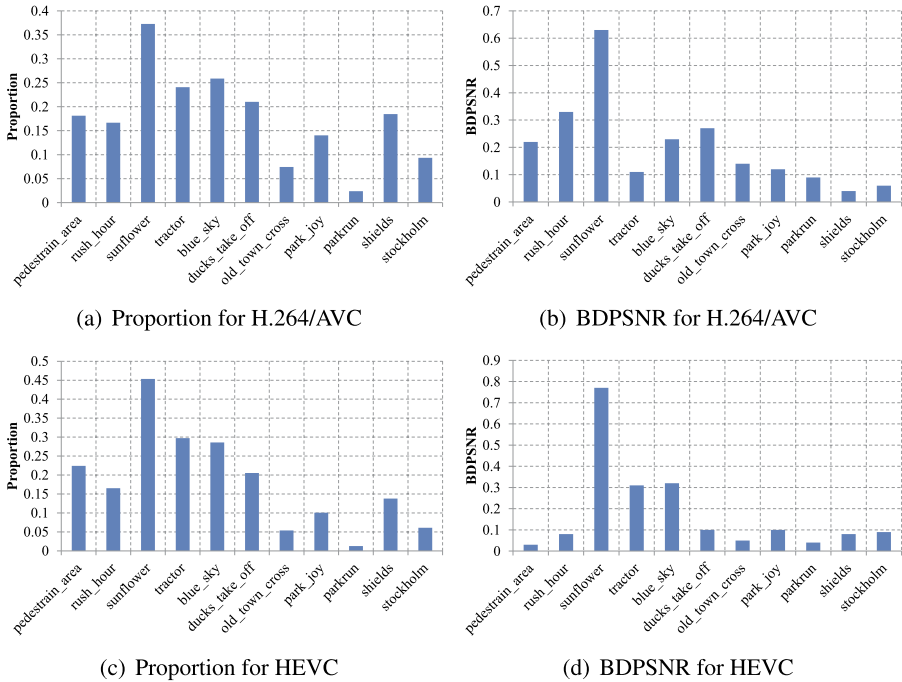 0.4
0.35
0.3
0.25
0.2
0.15
0.1
0.05
0
Proportion
pedestrain_area
rush_hour
sunflower
tractor
blue_sky
ducks_take_off
old_town_cross
park_joy
parkrun
shields
stockholm
(a) Proportion for H.264/AVC
0.7
0.6
0.5
0.4
0.3
0.2
0.1
0
BDPSNR
pedestrain_area
rush_hour
sunflower
tractor
blue_sky
ducks_take_off
old_town_cross
park_joy
parkrun
shields
stockholm
(b) BDPSNR for H.264/AVC
0.5
0.45
0.4
0.35
0.3
0.25
0.2
0.15
0.1
0.05
0
Proportion
pedestrain_area
rush_hour
sunflower
tractor
blue_sky
ducks_take_off
old_town_cross
park_joy
parkrun
shields
stockholm
(c) Proportion for HEVC
0.9
0.8
0.7
0.6
0.5
0.4
0.3
0.2
0.1
0
BDPSNR
pedestrain_area
rush_hour
sunflower
tractor
blue_sky
ducks_take_off
old_town_cross
park_joy
parkrun
shields
stockholm
(d) BDPSNR for HEVC